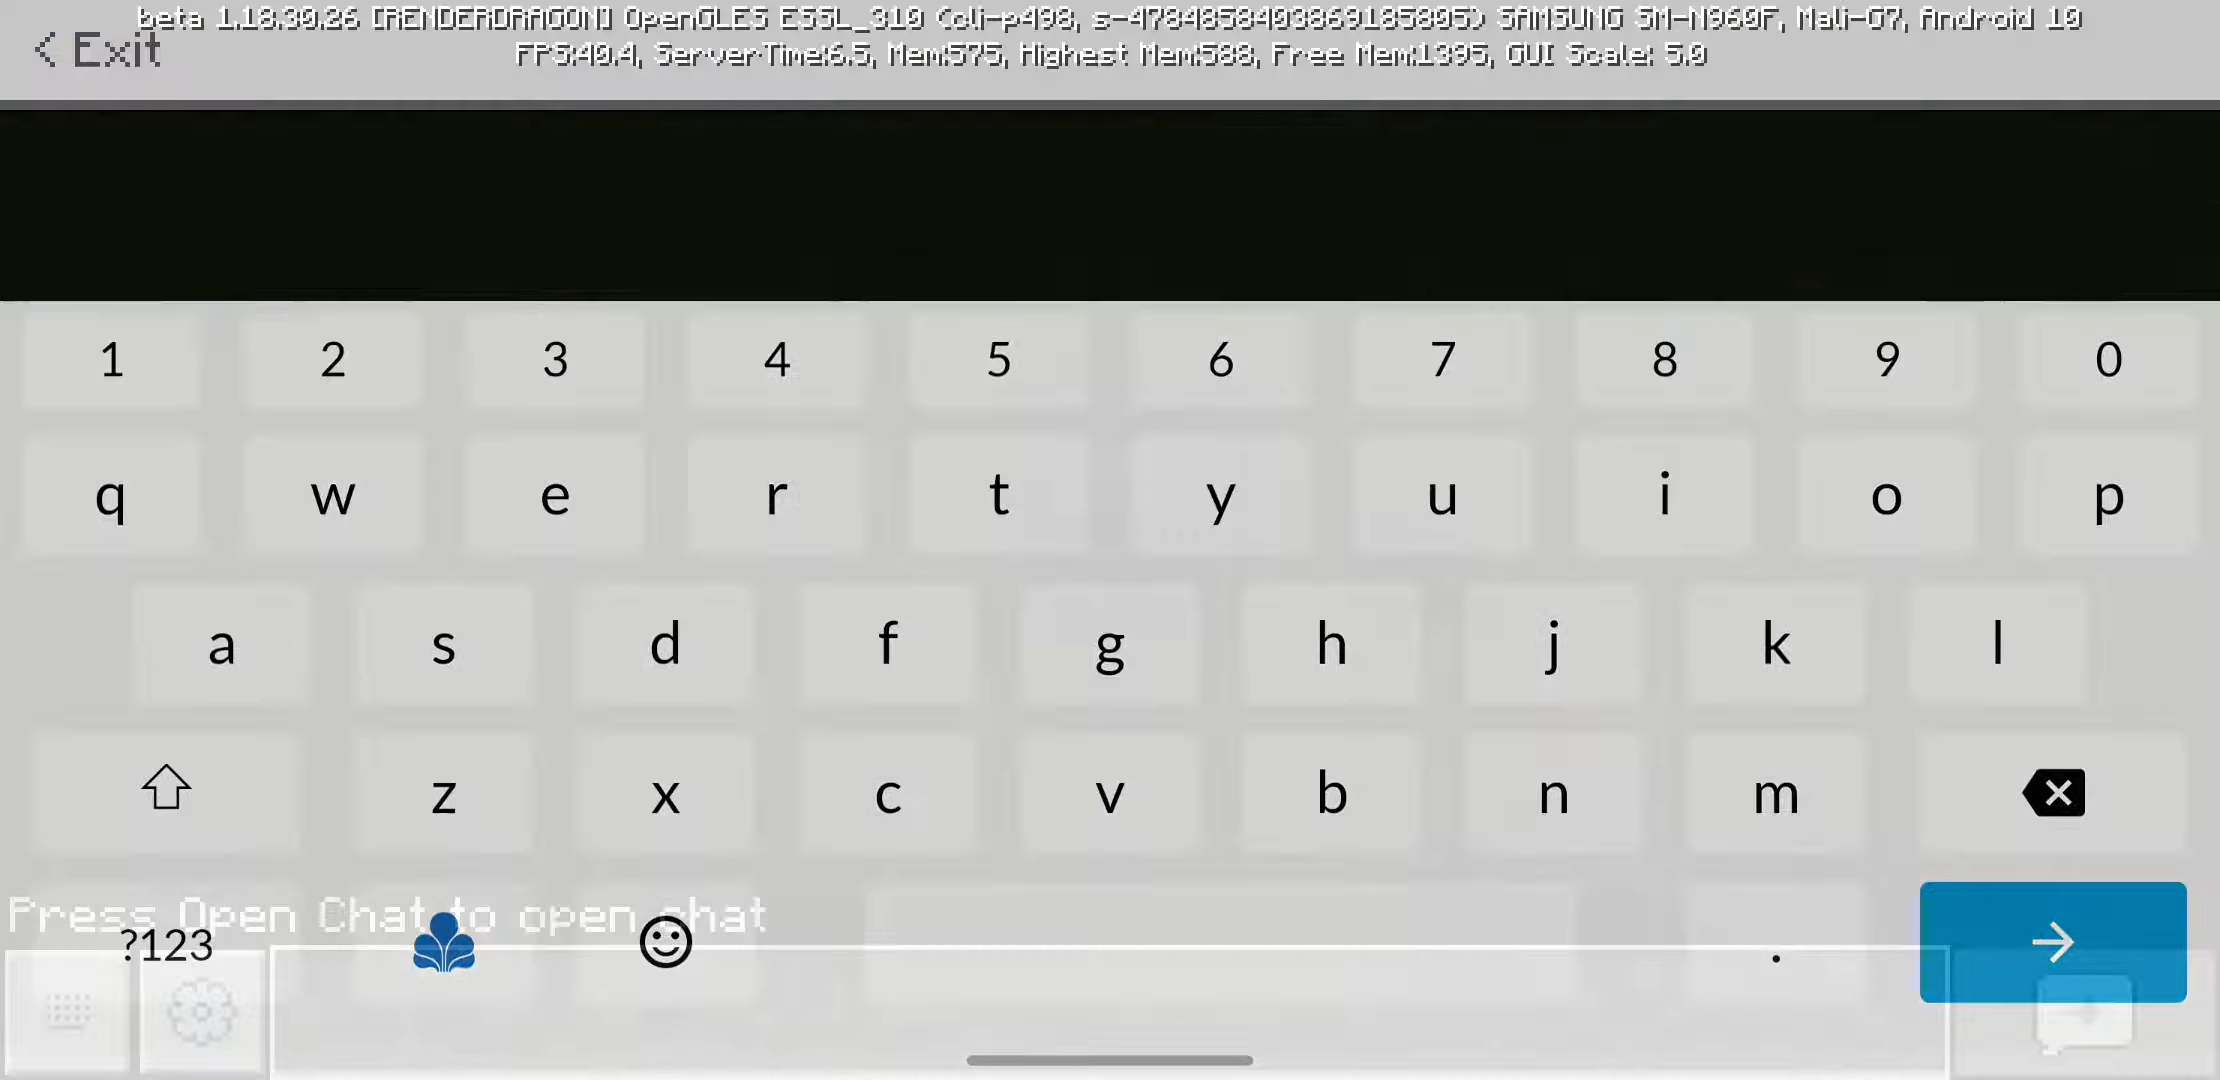 beta 1.18.30.26 [RENDERDRAGON] OpenGLES ESSL_310 (cli-p498, s-4784858403869185805) SAMSUNG SM-N960F, Mali-G7, Android 10
< Exit
FPS:40.4, ServerTime:6.5, Mem:575, Highest Mem:588, Free Mem:1395, GUI Scale: 5.0
1 2 3 4 5 6 7 8 9 0
q w e r t y u i o p
a s d f g h j k l
z x c v b n m
Press Open Chat to open chat
?123 .